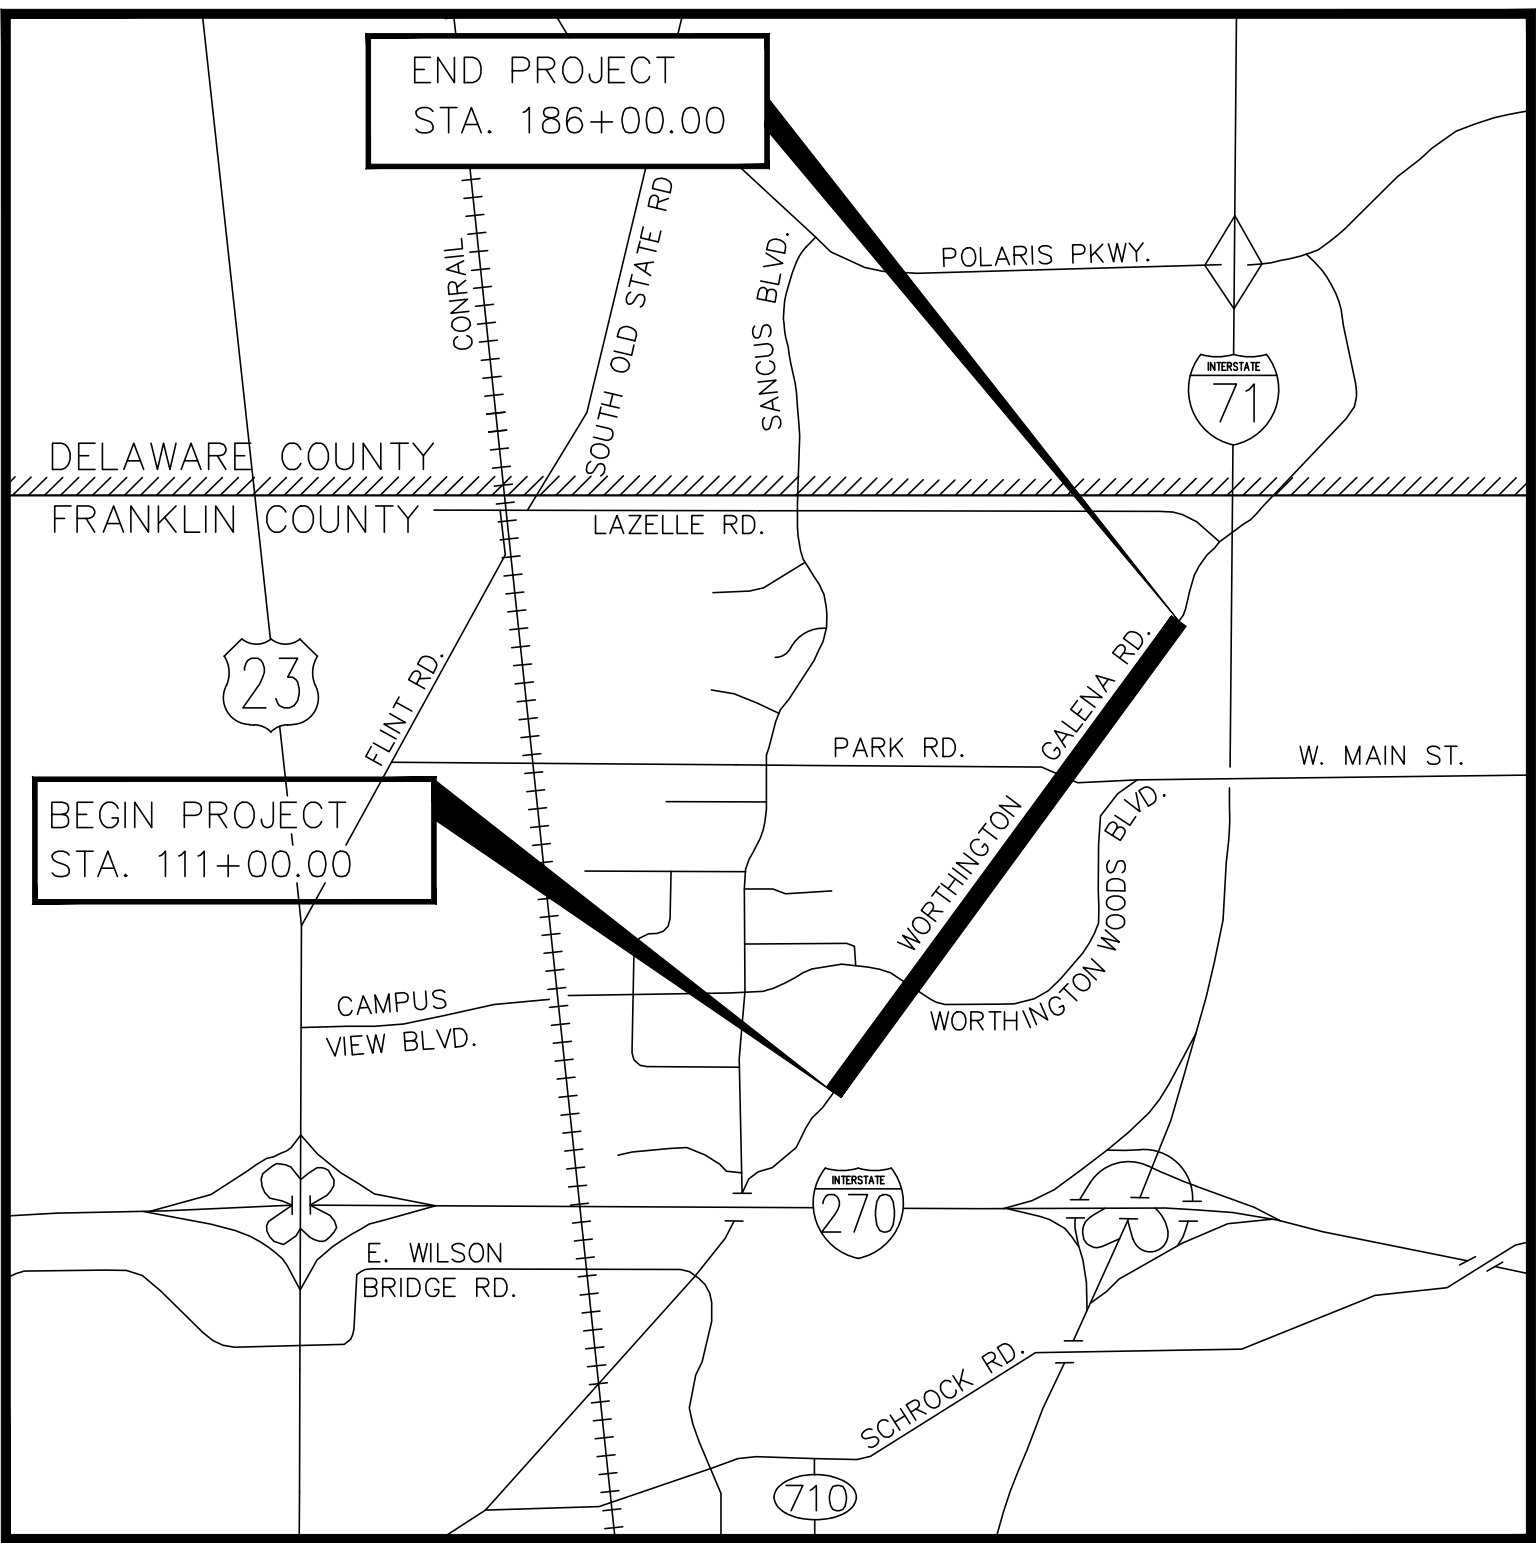 END PROJECT
STA. 186+00.00
CONRAIL
SOUTH OLD STATE RD
SANCUS BLVD.
POLARIS PKWY.
INTERSTATE
71
DELAWARE COUNTY
FRANKLIN COUNTY
LAZELLE RD.
23
FLINT RD.
PARK RD.
WORTHINGTON GALENA RD.
W. MAIN ST.
BEGIN PROJECT
STA. 111+00.00
WORTHINGTON WOODS BLVD.
CAMPUS
VIEW BLVD.
INTERSTATE
270
E. WILSON
BRIDGE RD.
SCHROCK RD.
710